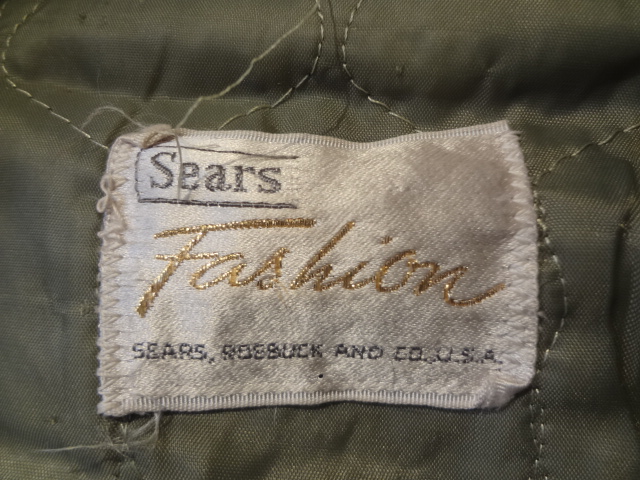 Sears
Fashion
SEARS, ROEBUCK AND CO. U.S.A.